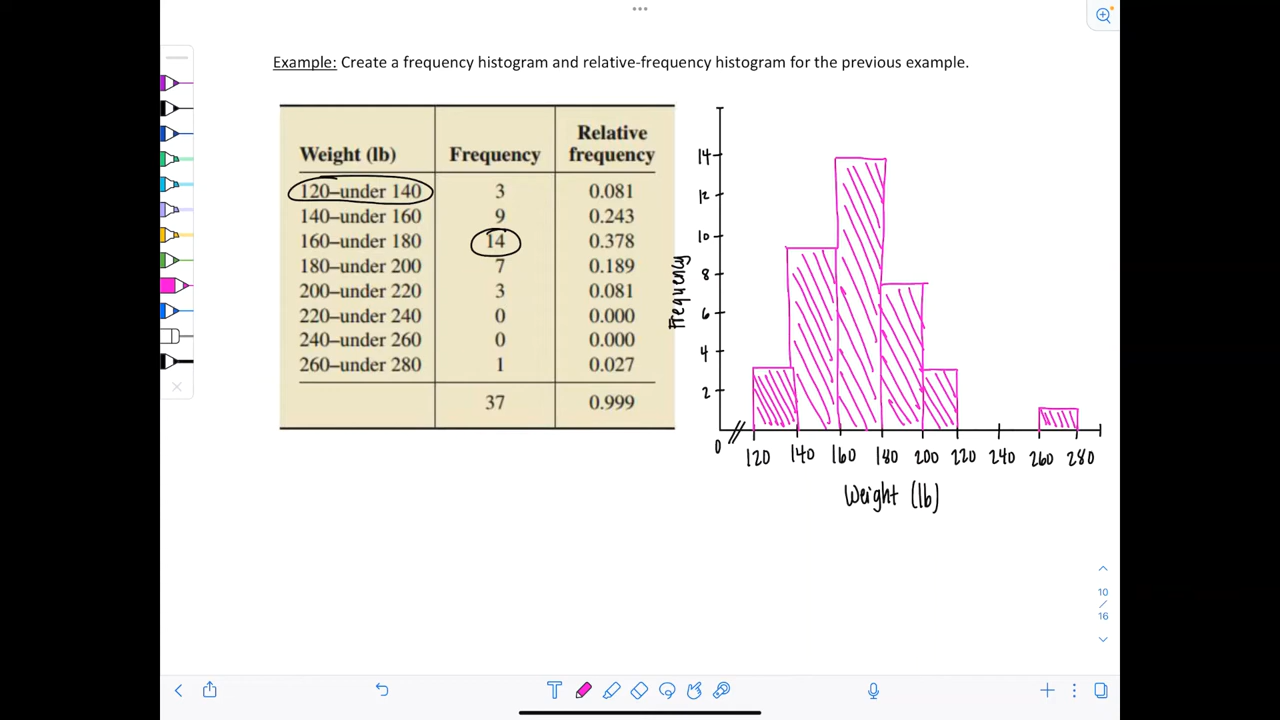 Example: Create a frequency histogram and relative-frequency histogram for the previous example.
Weight (lb) Frequency Relative frequency
120–under 140 3 0.081
140–under 160 9 0.243
160–under 180 14 0.378
180–under 200 7 0.189
200–under 220 3 0.081
220–under 240 0 0.000
240–under 260 0 0.000
260–under 280 1 0.027
37 0.999
Frequency
14
12
10
8
6
4
2
0
120 140 160 180 200 220 240 260 280
Weight (lb)
10
/
16
T